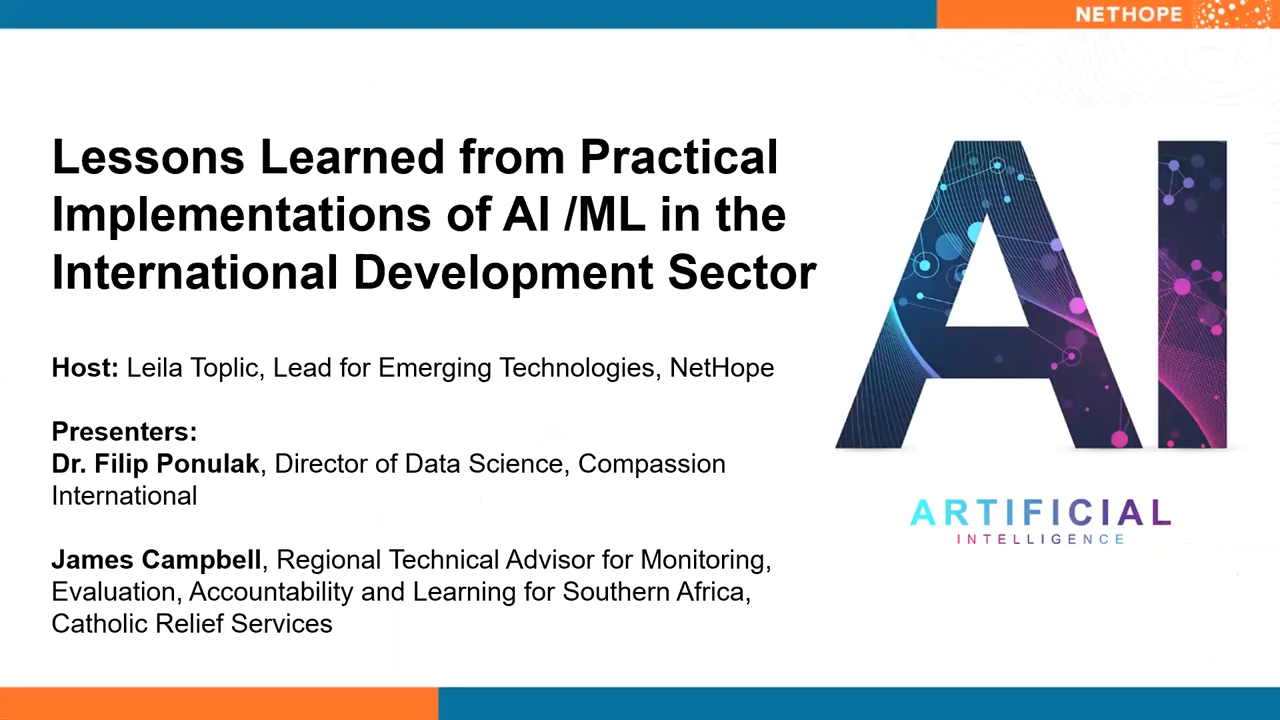 NETHOPE
Lessons Learned from Practical
Implementations of AI /ML in the
International Development Sector
Host: Leila Toplic, Lead for Emerging Technologies, NetHope
Presenters:
Dr. Filip Ponulak, Director of Data Science, Compassion
International
James Campbell, Regional Technical Advisor for Monitoring,
Evaluation, Accountability and Learning for Southern Africa,
Catholic Relief Services
AI
ARTIFICIAL
INTELLIGENCE